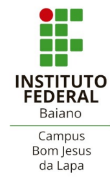 INSTITUTO
FEDERAL
Baiano
Campus
Bom Jesus
da Lapa